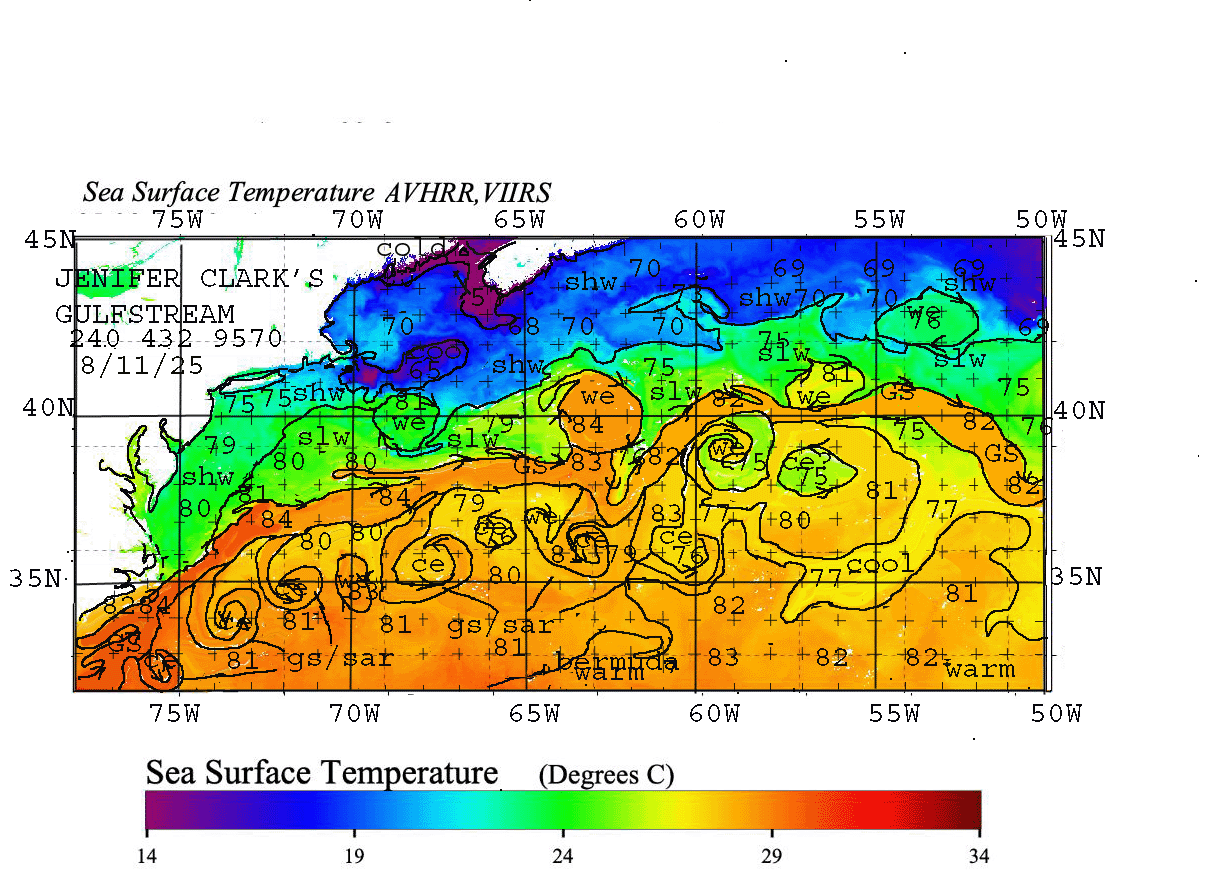 Sea Surface Temperature AVHRR,VIIRS
75W 70W 65W 60W 55W 50W
45N 45N
cold
JENIFER CLARK'S
GULFSTREAM
240 432 9570
8/11/25
shw 70 69 69 69
73 shw 70 70 shw
we
70 68 70 70 75 69
cool
65 shw 75 slw slw
75 75 shw 81 we slw 81 we GS 75
40N 40N
84 82 82
79 slw we slw 79 75 76
80 80 GS 83 82 we ce 75 GS
shw 81 84 79 81 82
80 84 80 80 we 83 77 80 77
ce 79 ce 76
35N ce 80 77 cool 35N
81 81 gs/sar 82 81
GS 81 gs/sar 81 bermuda 83 82 82
warm warm
75W 70W 65W 60W 55W 50W
Sea Surface Temperature (Degrees C)
14 19 24 29 34